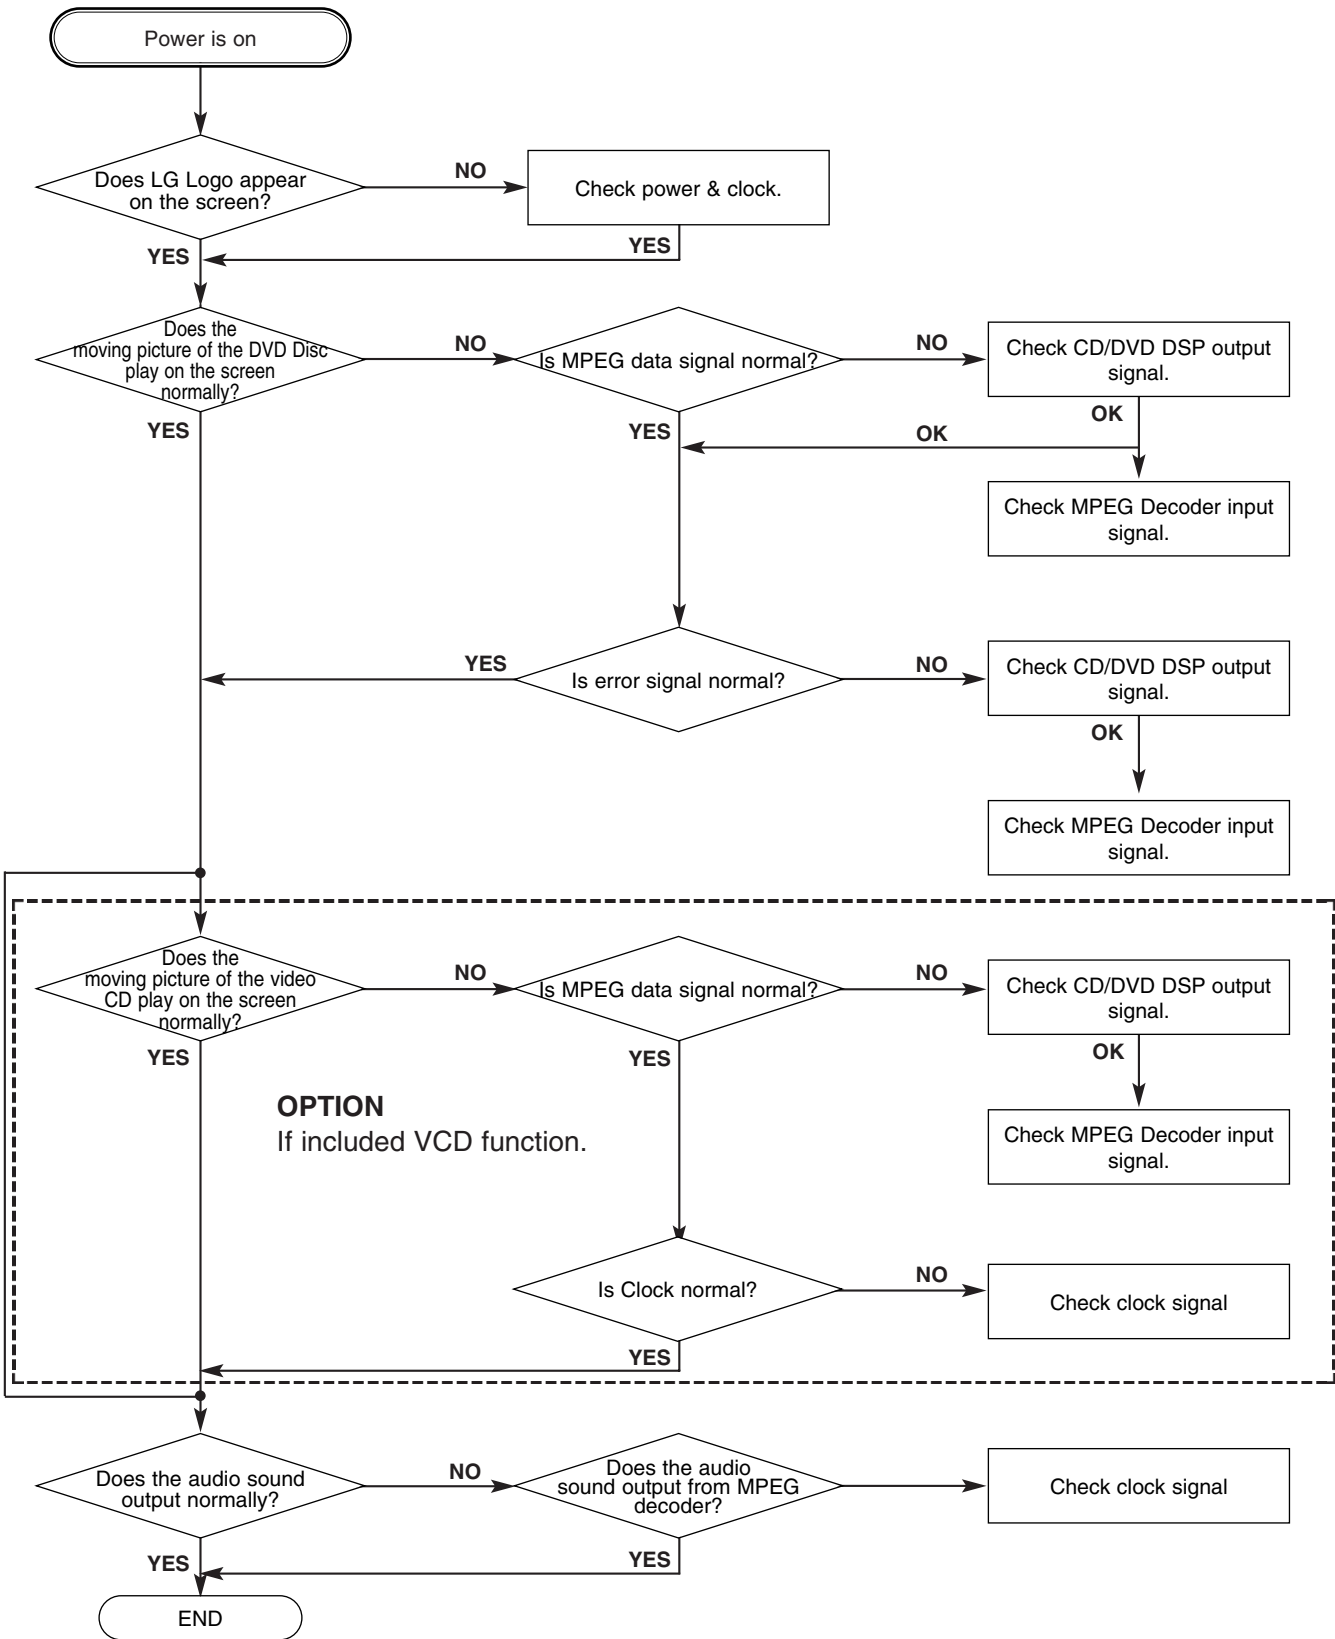 Power is on
Does LG Logo appear
on the screen?
NO
Check power & clock.
YES
YES
Does the
moving picture of the DVD Disc
play on the screen
normally?
NO
Is MPEG data signal normal?
NO
Check CD/DVD DSP output
signal.
YES
YES
OK
OK
Check MPEG Decoder input
signal.
YES
Is error signal normal?
NO
Check CD/DVD DSP output
signal.
OK
Check MPEG Decoder input
signal.
Does the
moving picture of the video
CD play on the screen
normally?
NO
Is MPEG data signal normal?
NO
Check CD/DVD DSP output
signal.
YES
YES
OK
OPTION
If included VCD function.
Check MPEG Decoder input
signal.
Is Clock normal?
NO
Check clock signal
YES
Does the audio sound
output normally?
NO
Does the audio
sound output from MPEG
decoder?
Check clock signal
YES
YES
END